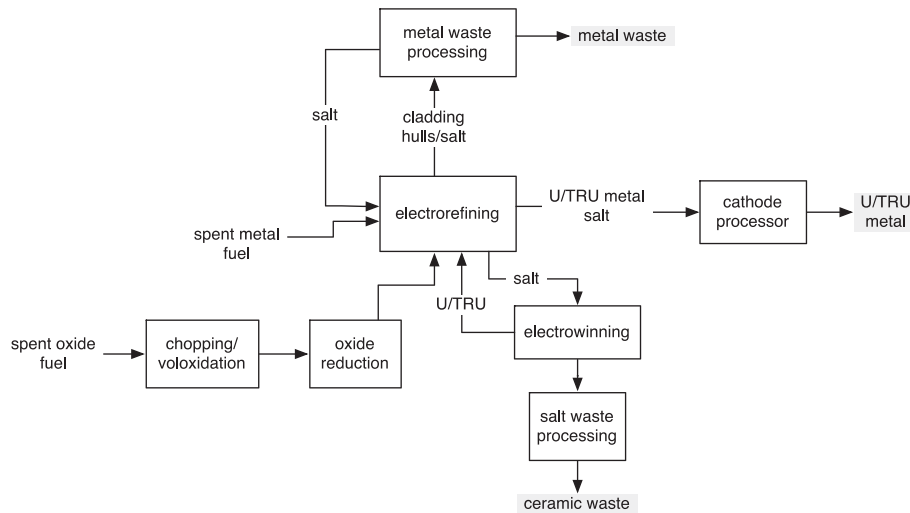 metal waste
processing
metal waste
salt
cladding
hulls/salt
electrorefining
U/TRU metal
salt
cathode
processor
U/TRU
metal
spent metal
fuel
salt
U/TRU
electrowinning
spent oxide
fuel
chopping/
voloxidation
oxide
reduction
salt waste
processing
ceramic waste